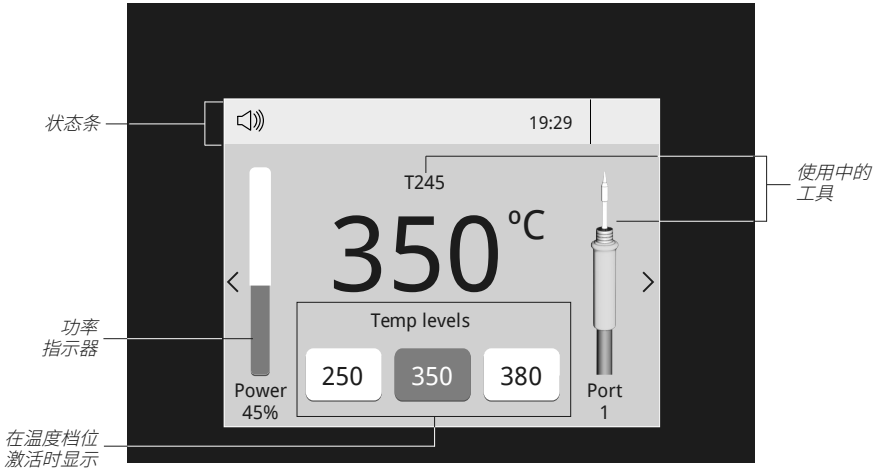 状态条
19:29
T245
使用中的
工具
350 ºC
Temp levels
功率
指示器
250
350
380
Power
45%
Port
1
在温度档位
激活时显示